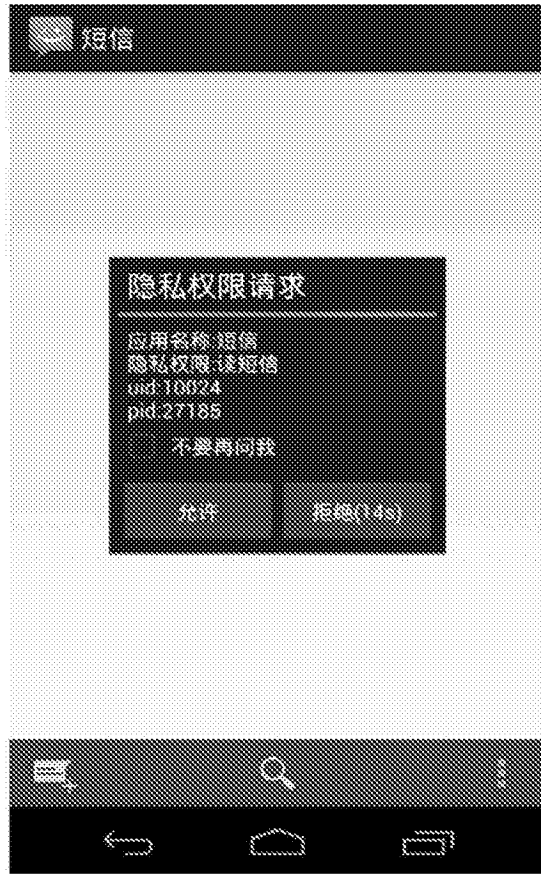 短信
隐私权限请求
应用名称:短信
隐私权限:读短信
uid:10024
pid:27185
不要再问我
允许
拒绝(14s)